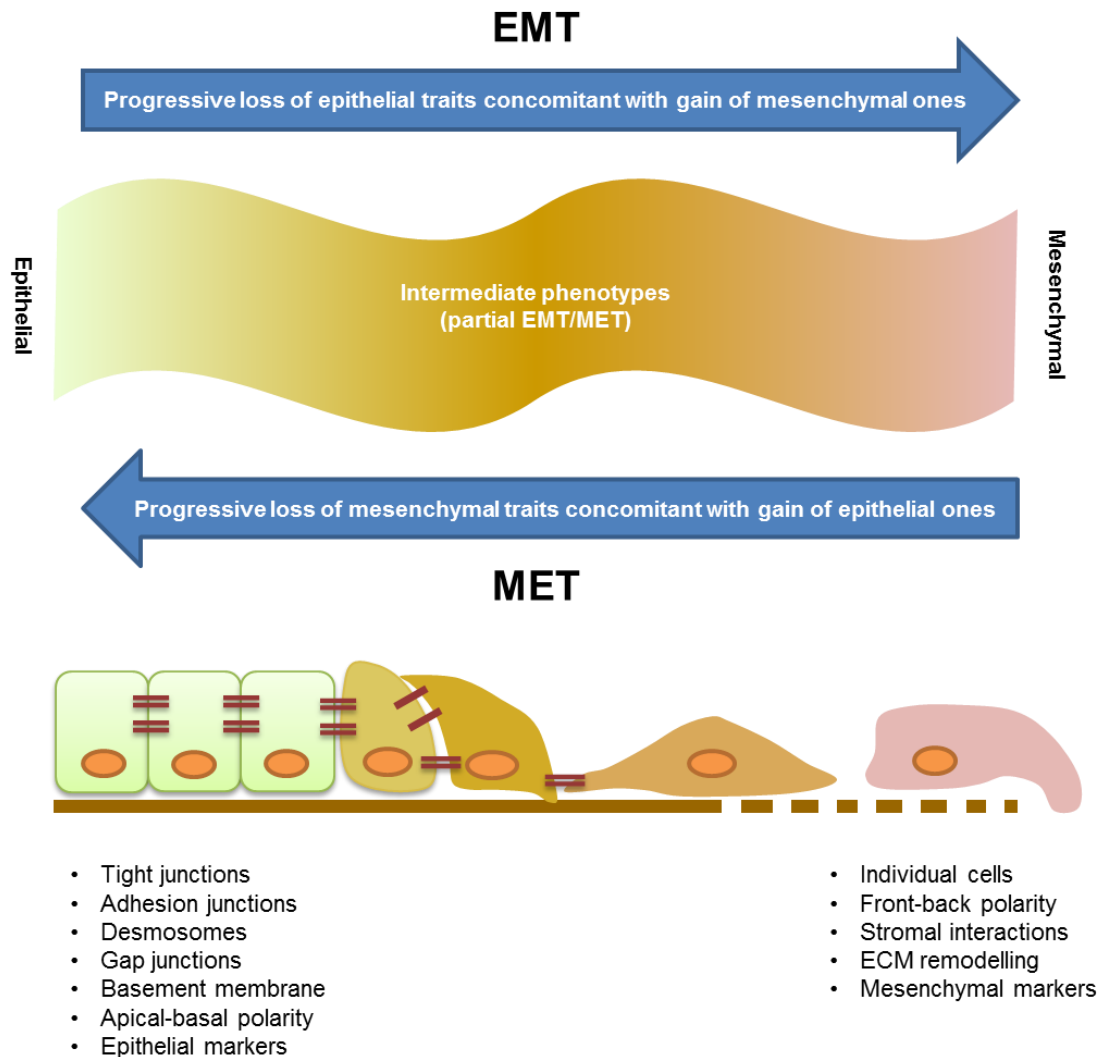 EMT
Progressive loss of epithelial traits concomitant with gain of mesenchymal ones
Epithelial
Intermediate phenotypes
(partial EMT/MET)
Mesenchymal
Progressive loss of mesenchymal traits concomitant with gain of epithelial ones
MET
• Tight junctions
• Adhesion junctions
• Desmosomes
• Gap junctions
• Basement membrane
• Apical-basal polarity
• Epithelial markers
• Individual cells
• Front-back polarity
• Stromal interactions
• ECM remodelling
• Mesenchymal markers